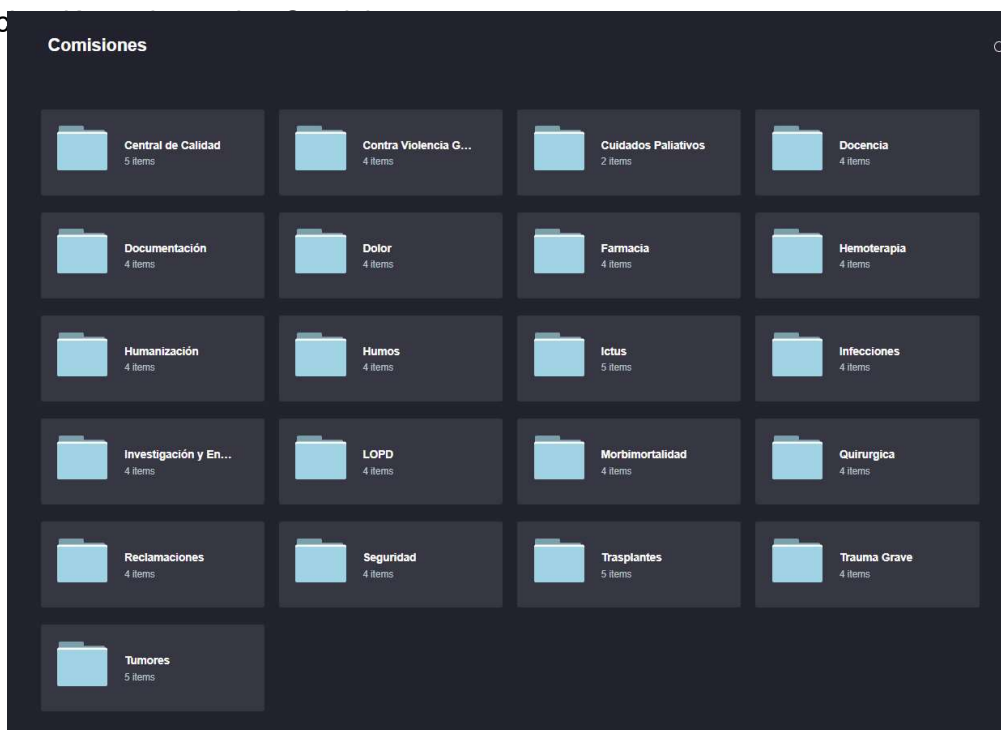 Comisiones
Central de Calidad
5 items
Contra Violencia G...
4 items
Cuidados Paliativos
2 items
Docencia
4 items
Documentación
4 items
Dolor
4 items
Farmacia
4 items
Hemoterapia
4 items
Humanización
4 items
Humos
4 items
Ictus
5 items
Infecciones
4 items
Investigación y En...
4 items
LOPD
4 items
Morbimortalidad
4 items
Quirurgica
4 items
Reclamaciones
4 items
Seguridad
4 items
Trasplantes
5 items
Trauma Grave
4 items
Tumores
5 items